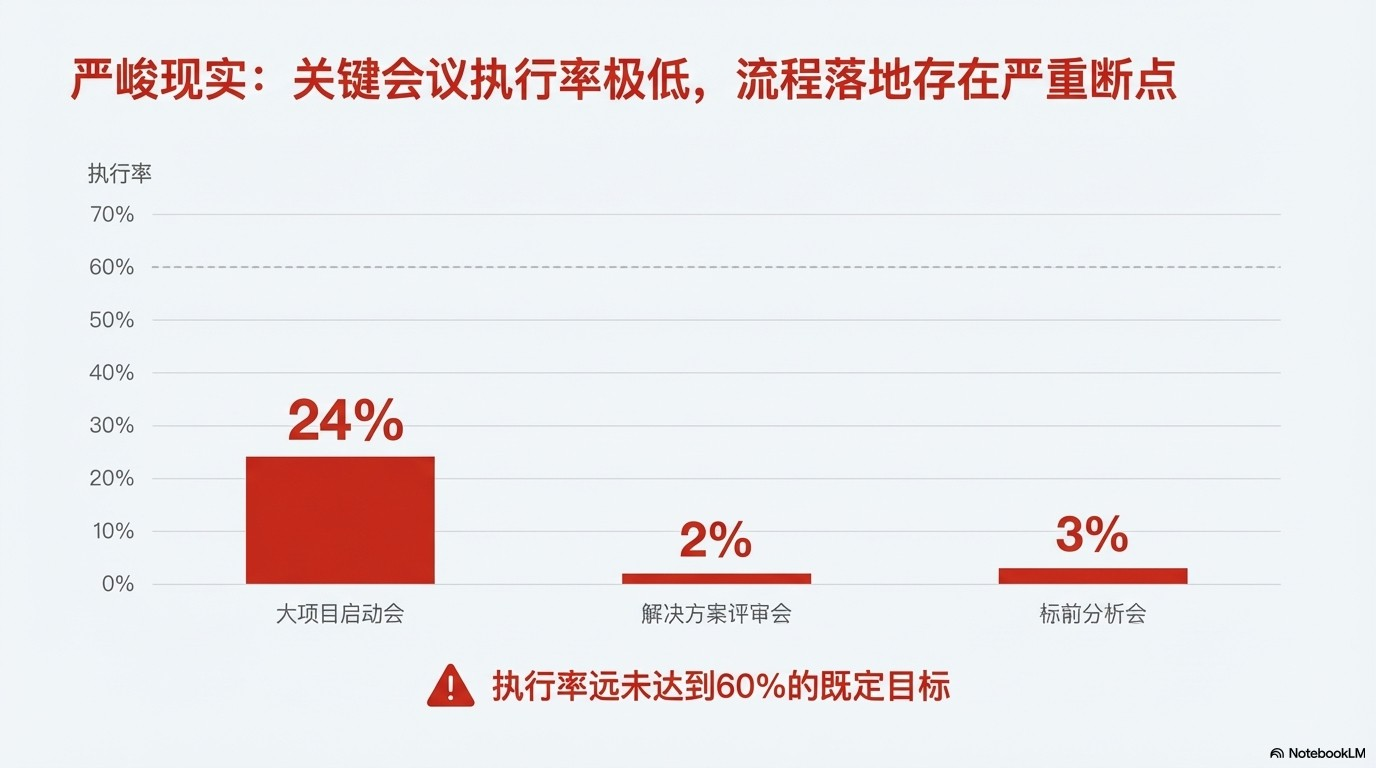 严峻现实：关键会议执行率极低，流程落地存在严重断点
执行率
70%
60%
50%
40%
30%
20%
10%
0%
24%
2%
3%
大项目启动会
解决方案评审会
标前分析会
执行率远未达到60%的既定目标
NotebookLM